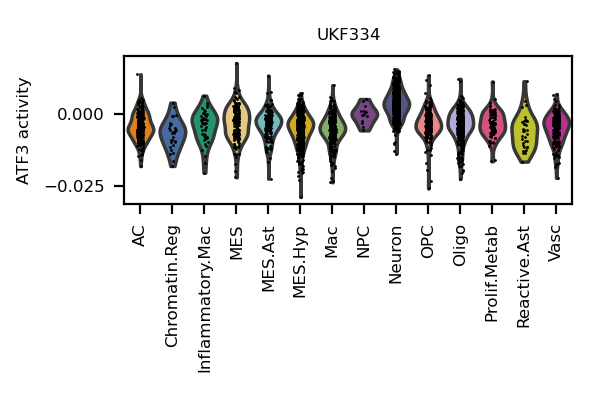 UKF334
ATF3 activity
0.000
−0.025
AC
Chromatin.Reg
Inflammatory.Mac
MES
MES.Ast
MES.Hyp
Mac
NPC
Neuron
OPC
Oligo
Prolif.Metab
Reactive.Ast
Vasc